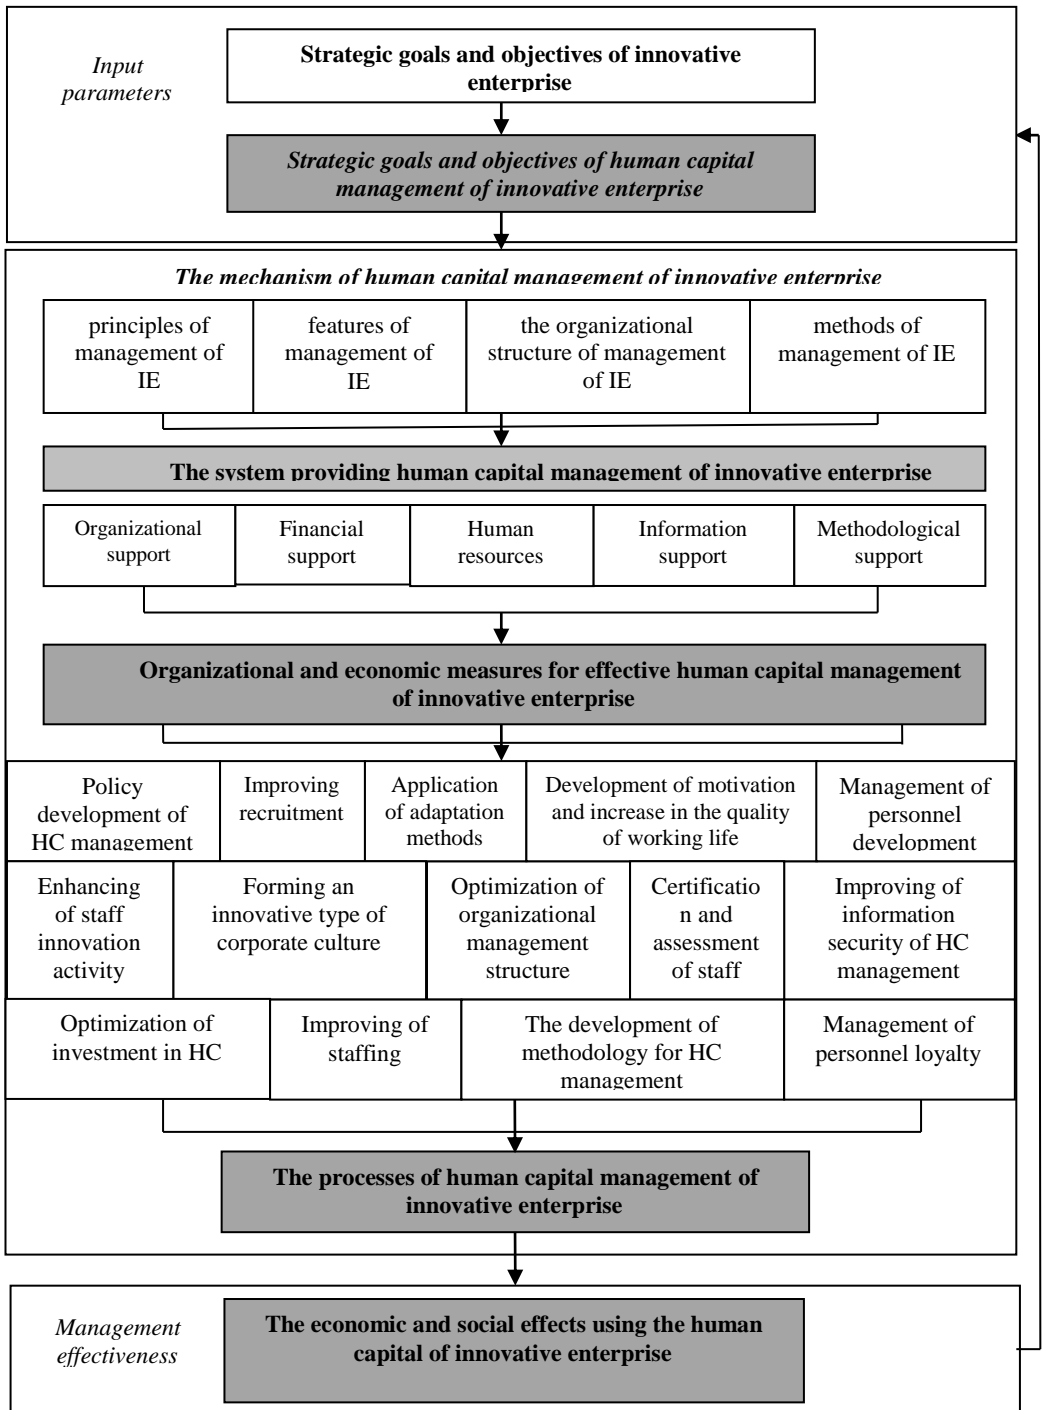 Strategic goals and objectives of innovative
enterprise
Input
parameters
Strategic goals and objectives of human capital
management of innovative enterprise
The mechanism of human capital management of innovative enterprise
principles of
management of
IE
features of
management of
IE
the organizational
structure of management
of IE
methods of
management of IE
The system providing human capital management of innovative enterprise
Organizational
support
Financial
support
Human
resources
Information
support
Methodological
support
Organizational and economic measures for effective human capital management
of innovative enterprise
Policy
development of
HC management
Improving
recruitment
Application
of adaptation
methods
Development of motivation
and increase in the quality
of working life
Management of
personnel
development
Enhancing
of staff
innovation
activity
Forming an
innovative type of
corporate culture
Optimization of
organizational
management
structure
Certificatio
n and
assessment
of staff
Improving of
information
security of HC
management
Optimization of
investment in HC
Improving of
staffing
The development of
methodology for HC
management
Management of
personnel loyalty
The processes of human capital management of
innovative enterprise
Management
effectiveness
The economic and social effects using the human
capital of innovative enterprise